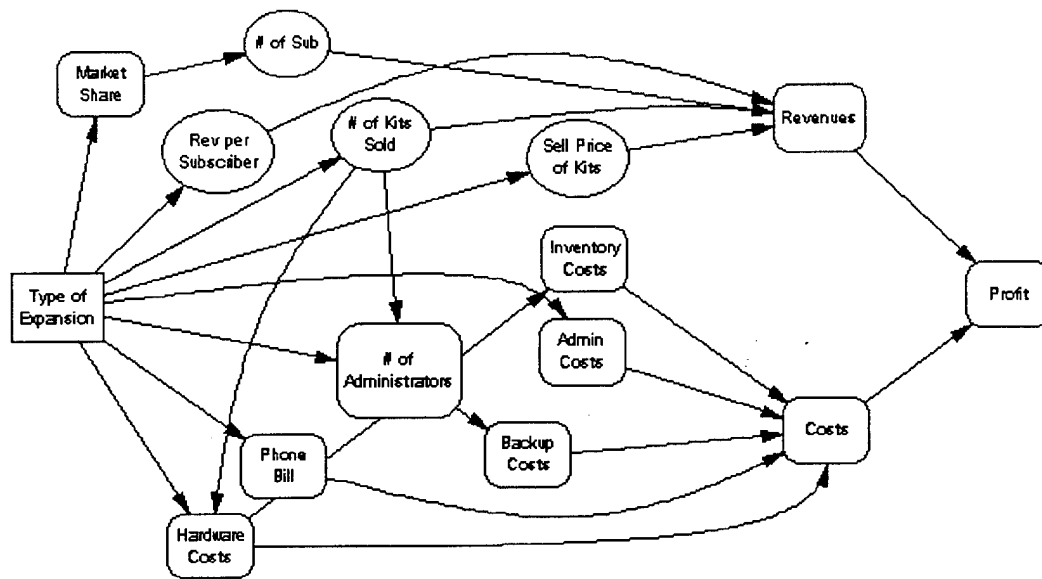 # of Sub
Market
Share
Rev per
Subscriber
# of Kits
Sold
Sell Price
of Kits
Revenues
Type of
Expansion
Inventory
Costs
Profit
# of
Administrators
Admin
Costs
Phone
Bill
Backup
Costs
Costs
Hardware
Costs